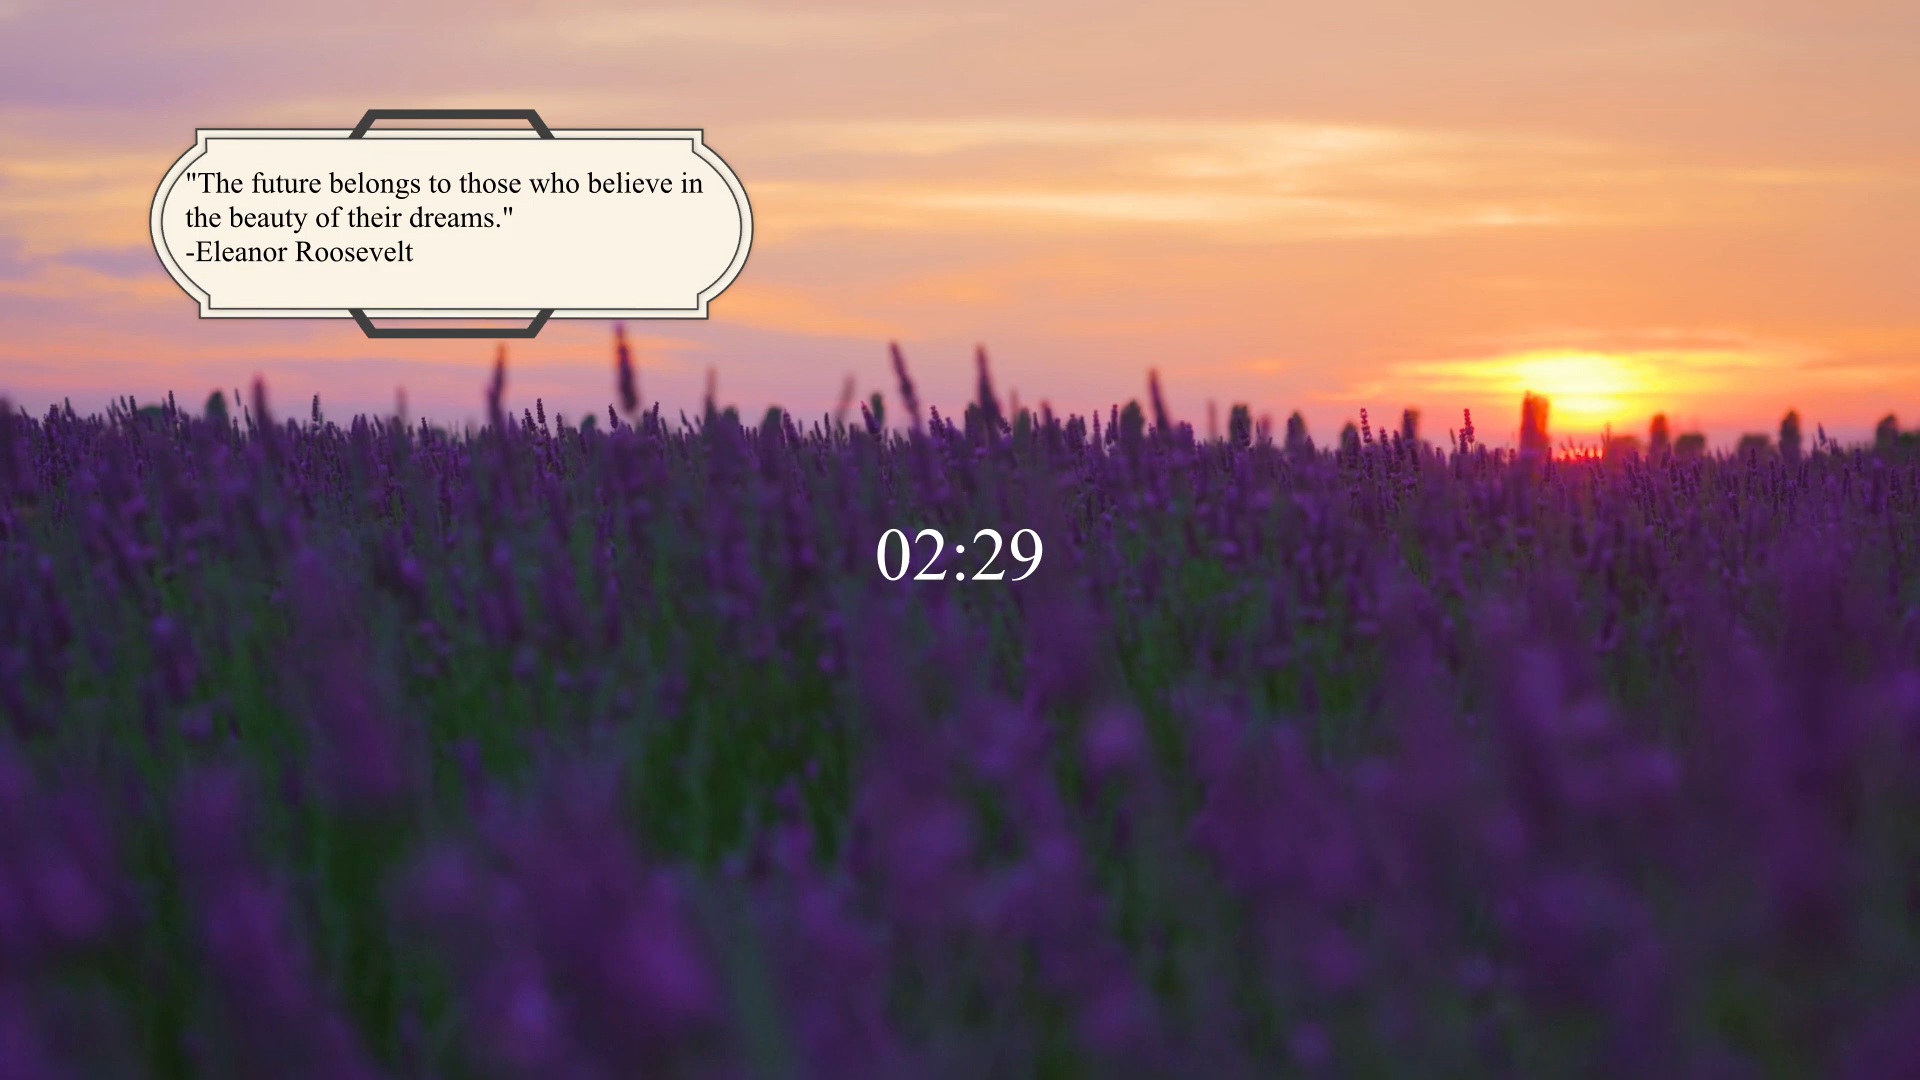 "The future belongs to those who believe in
the beauty of their dreams."
-Eleanor Roosevelt
02:29